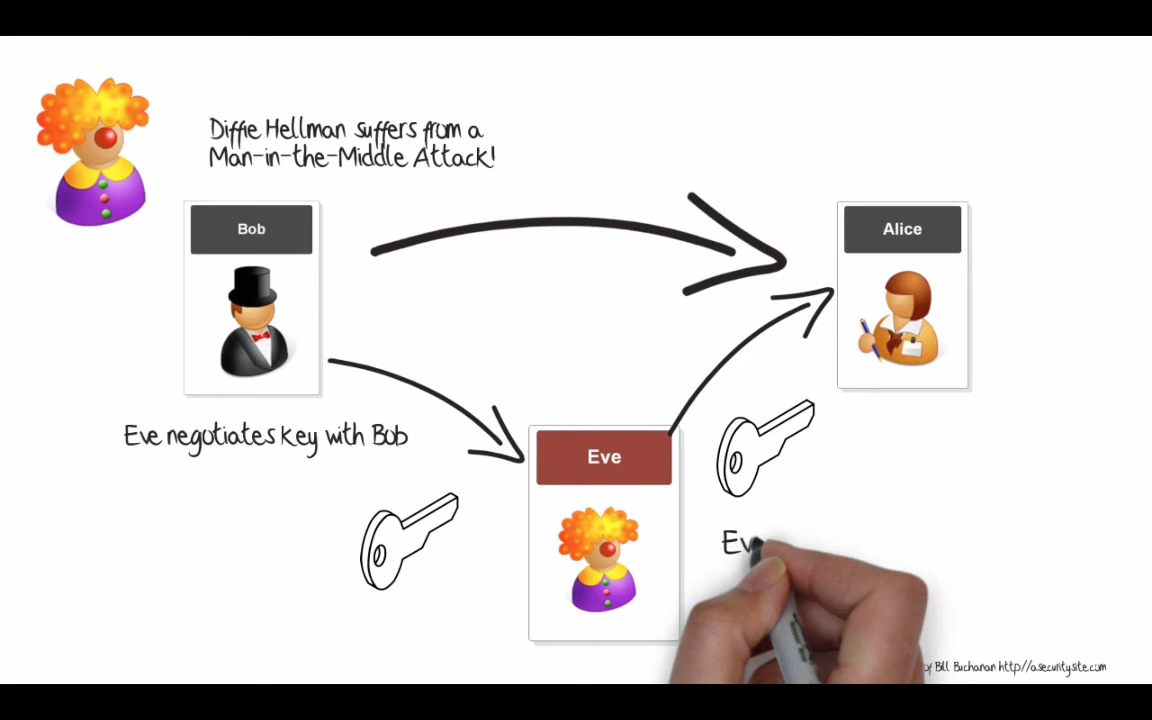 Diffie Hellman suffers from a
Man-in-the-Middle Attack!
Bob
Alice
Eve negotiates key with Bob
Eve
Ev
of Bill Buchanan http://asecuritysite.com